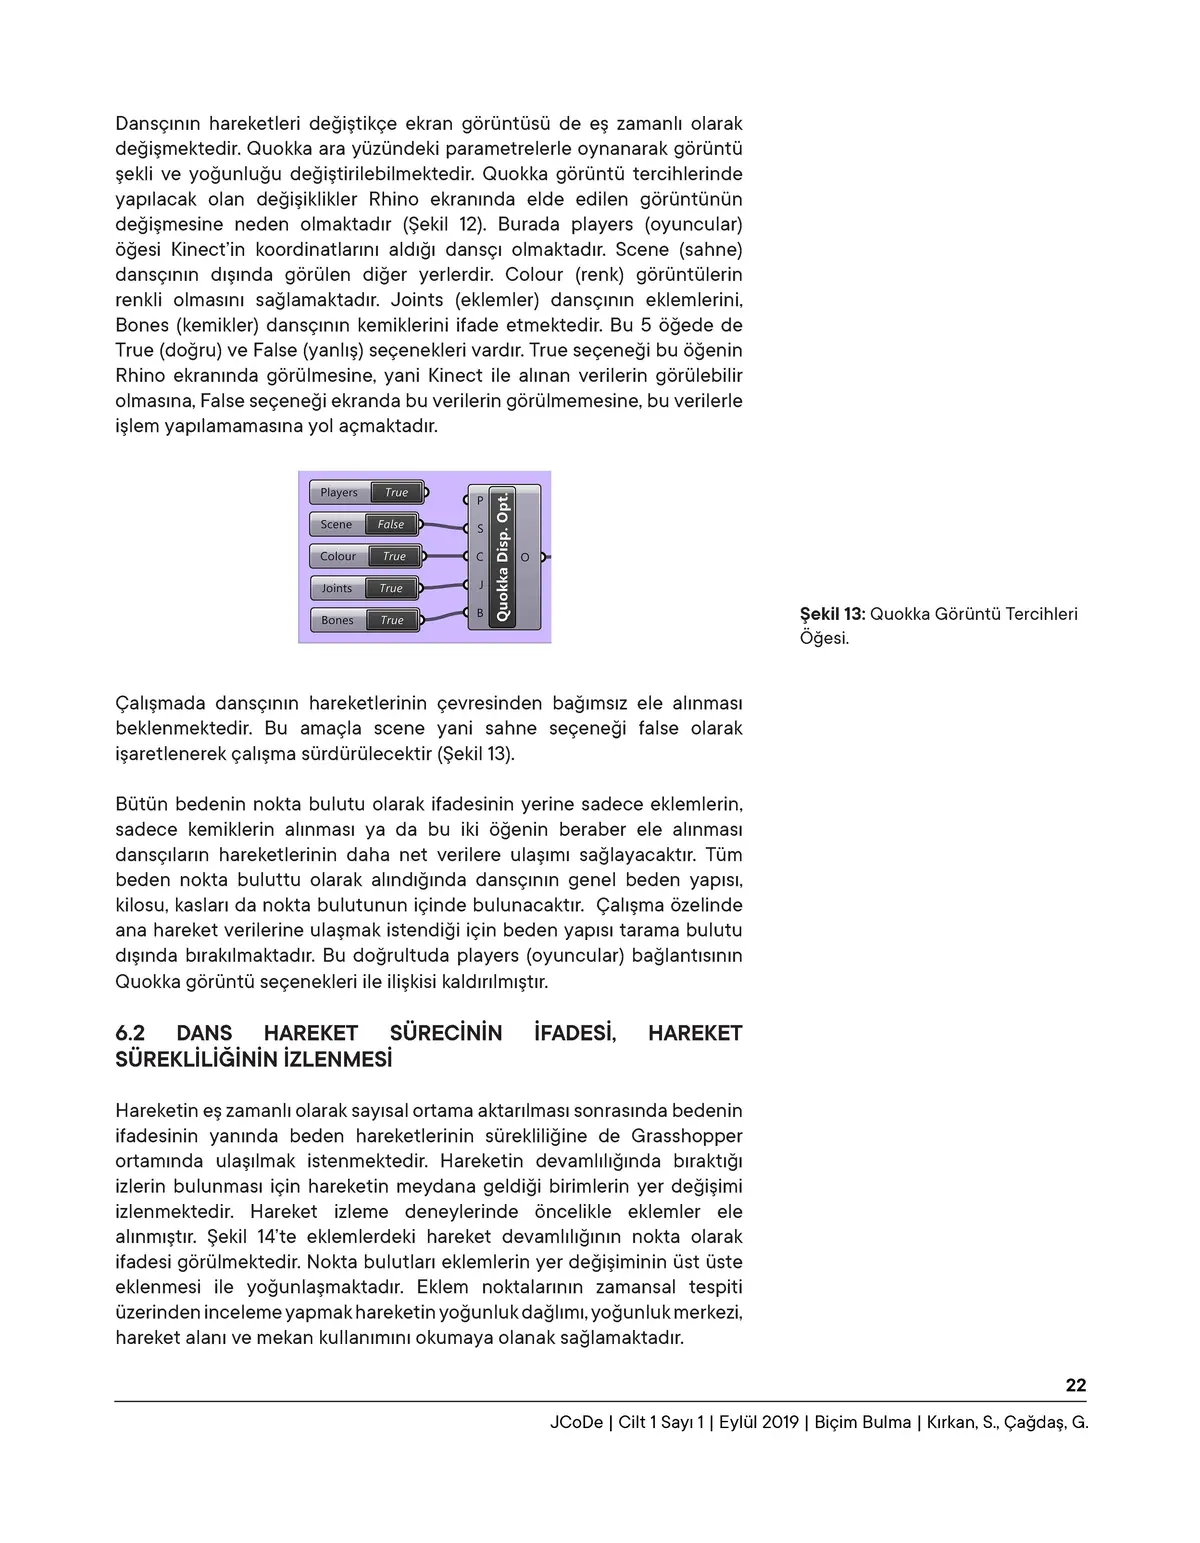 Dansçının hareketleri değiştikçe ekran görüntüsü de eş zamanlı olarak
değişmektedir. Quokka ara yüzündeki parametrelerle oynanarak görüntü
şekli ve yoğunluğu değiştirilebilmektedir. Quokka görüntü tercihlerinde
yapılacak olan değişiklikler Rhino ekranında elde edilen görüntünün
değişmesine neden olmaktadır (Şekil 12). Burada players (oyuncular)
öğesi Kinect’in koordinatlarını aldığı dansçı olmaktadır. Scene (sahne)
dansçının dışında görülen diğer yerlerdir. Colour (renk) görüntülerin
renkli olmasını sağlamaktadır. Joints (eklemler) dansçının eklemlerini,
Bones (kemikler) dansçının kemiklerini ifade etmektedir. Bu 5 öğede de
True (doğru) ve False (yanlış) seçenekleri vardır. True seçeneği bu öğenin
Rhino ekranında görülmesine, yani Kinect ile alınan verilerin görülebilir
olmasına, False seçeneği ekranda bu verilerin görülmemesine, bu verilerle
işlem yapılamamasına yol açmaktadır.
Players True
Scene False
Colour True
Joints True
Bones True
P
S
C
J
B
Quokka Disp. Opt.
O
Şekil 13: Quokka Görüntü Tercihleri
Öğesi.
Çalışmada dansçının hareketlerinin çevresinden bağımsız ele alınması
beklenmektedir. Bu amaçla scene yani sahne seçeneği false olarak
işaretlenerek çalışma sürdürülecektir (Şekil 13).
Bütün bedenin nokta bulutu olarak ifadesinin yerine sadece eklemlerin,
sadece kemiklerin alınması ya da bu iki öğenin beraber ele alınması
dansçıların hareketlerinin daha net verilere ulaşımı sağlayacaktır. Tüm
beden nokta buluttu olarak alındığında dansçının genel beden yapısı,
kilosu, kasları da nokta bulutunun içinde bulunacaktır. Çalışma özelinde
ana hareket verilerine ulaşmak istendiği için beden yapısı tarama bulutu
dışında bırakılmaktadır. Bu doğrultuda players (oyuncular) bağlantısının
Quokka görüntü seçenekleri ile ilişkisi kaldırılmıştır.
6.2 DANS HAREKET SÜRECİNİN İFADESİ, HAREKET
SÜREKLİLİĞİNİN İZLENMESİ
Hareketin eş zamanlı olarak sayısal ortama aktarılması sonrasında bedenin
ifadesinin yanında beden hareketlerinin sürekliliğine de Grasshopper
ortamında ulaşılmak istenmektedir. Hareketin devamlılığında bıraktığı
izlerin bulunması için hareketin meydana geldiği birimlerin yer değişimi
izlenmektedir. Hareket izleme deneylerinde öncelikle eklemler ele
alınmıştır. Şekil 14’te eklemlerdeki hareket devamlılığının nokta olarak
ifadesi görülmektedir. Nokta bulutları eklemlerin yer değişiminin üst üste
eklenmesi ile yoğunlaşmaktadır. Eklem noktalarının zamansal tespiti
üzerinden inceleme yapmak hareketin yoğunluk dağlımı, yoğunluk merkezi,
hareket alanı ve mekan kullanımını okumaya olanak sağlamaktadır.
22
JCoDe | Cilt 1 Sayı 1 | Eylül 2019 | Biçim Bulma | Kırkan, S., Çağdaş, G.